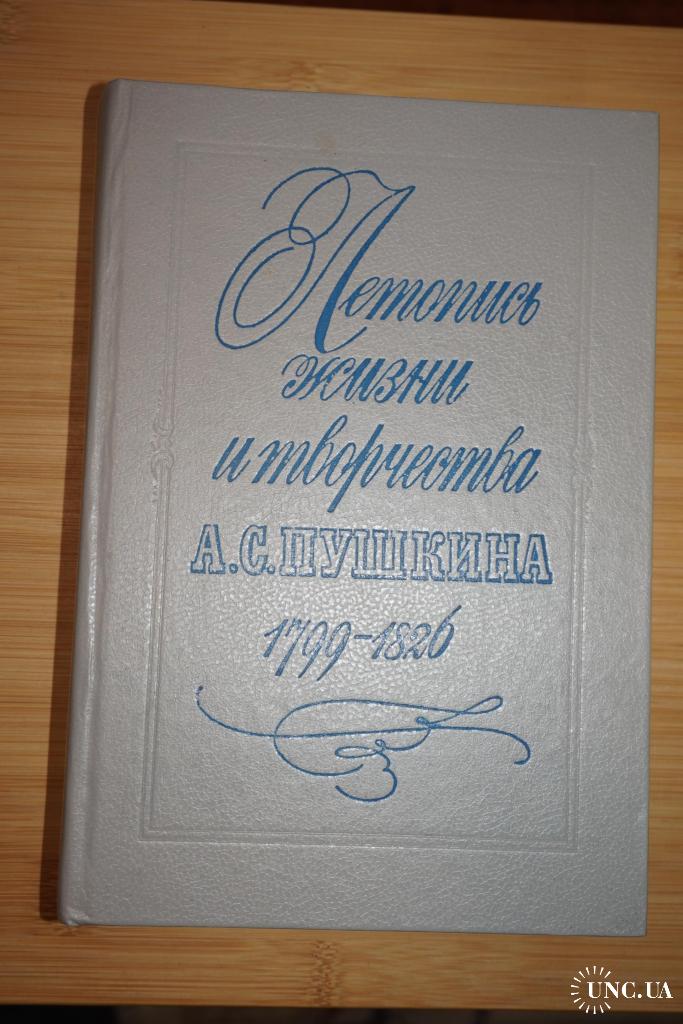 Летопись
жизни
и творчества
А.С.ПУШКИНА
1799-1826
UNC.UA